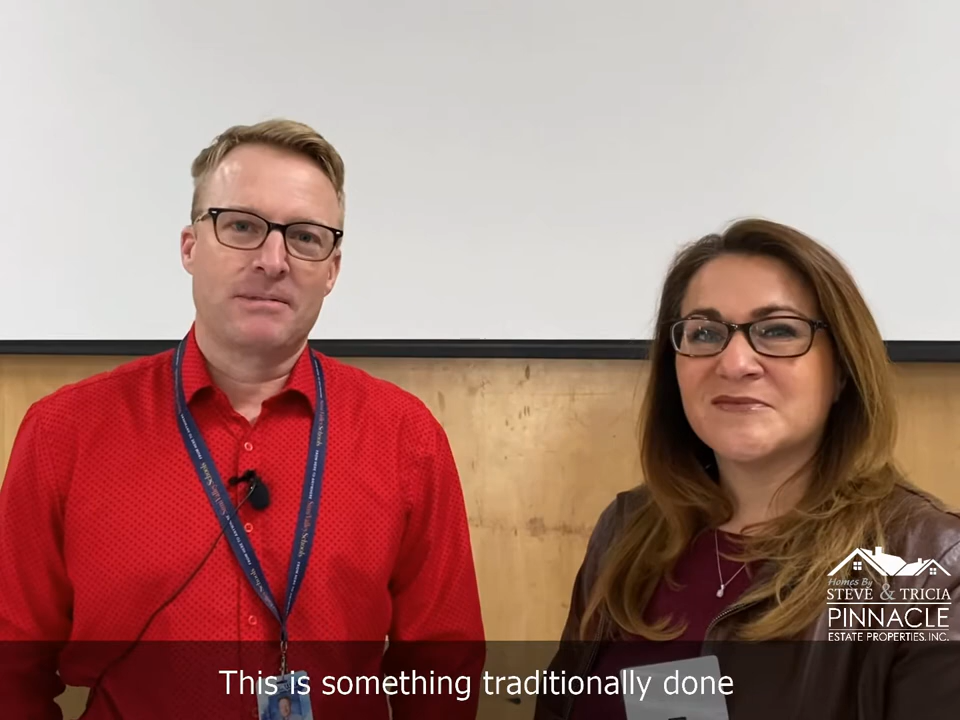 Homes By
STEVE & TRICIA
PINNACLE
ESTATE PROPERTIES, INC.
This is something traditionally done